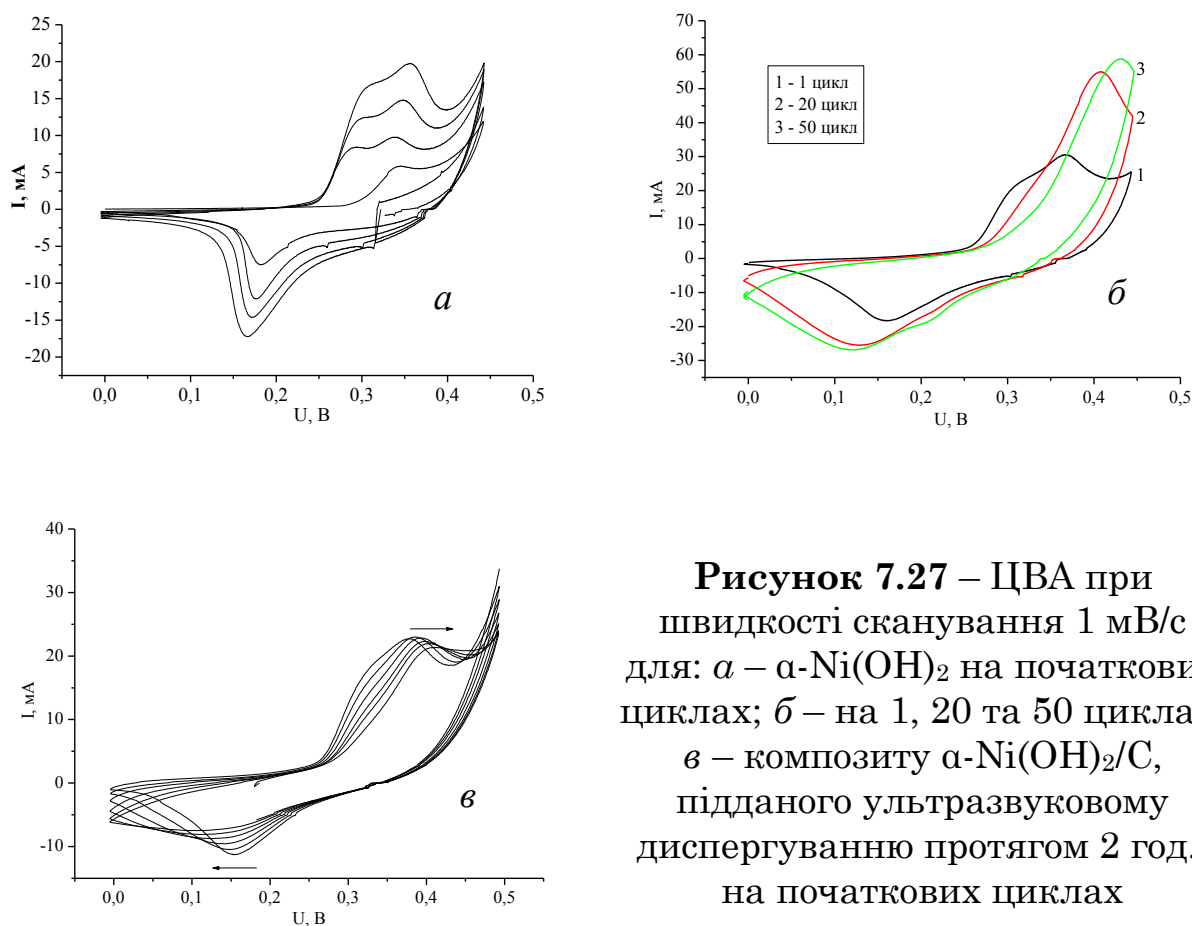 25
20
15
10
5
0
-5
-10
-15
-20
I, мА
0,0 0,1 0,2 0,3 0,4 0,5
U, В
а
70
60
50
40
30
20
10
0
-10
-20
-30
I, мА
1 - 1 цикл
2 - 20 цикл
3 - 50 цикл
3
2
1
0,0 0,1 0,2 0,3 0,4 0,5
U, В
б
40
30
20
10
0
-10
I, мА
0,0 0,1 0,2 0,3 0,4 0,5
U, В
в
Рисунок 7.27 – ЦВА при
швидкості сканування 1 мВ/с
для: а – α-Ni(OH)₂ на початкови
циклах; б – на 1, 20 та 50 цикла
в – композиту α-Ni(OH)₂/C,
підданого ультразвуковому
диспергуванню протягом 2 год.
на початкових циклах